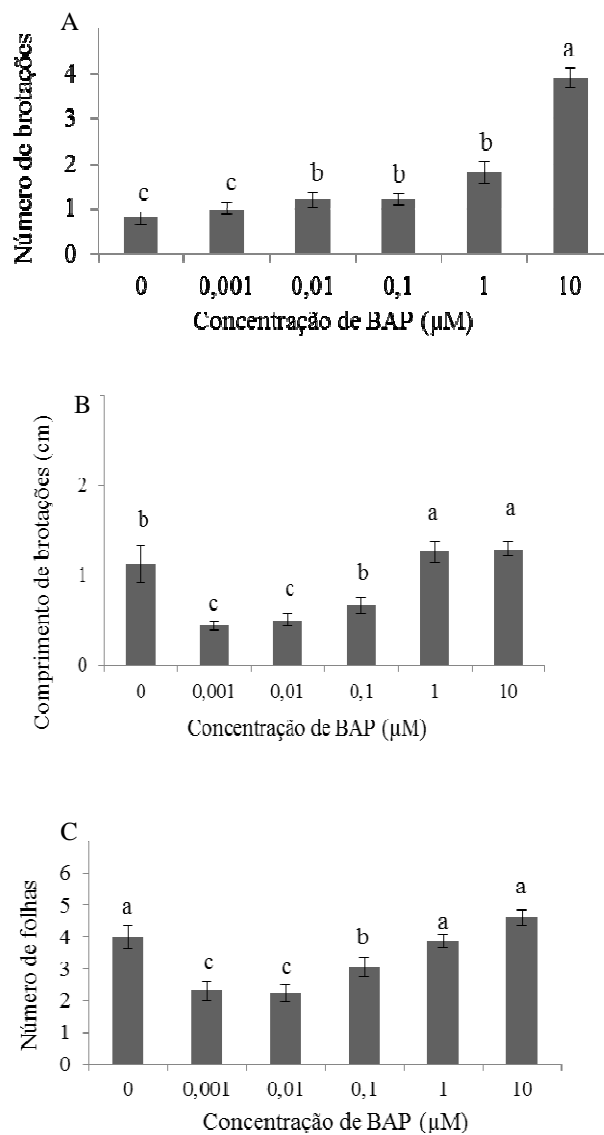 A
Número de brotações
4
3
2
1
0
c
c
b
b
b
a
0 0,001 0,01 0,1 1 10
Concentração de BAP (µM)
B
Comprimento de brotações (cm)
2
1
0
b
c
c
b
a
a
0 0,001 0,01 0,1 1 10
Concentração de BAP (µM)
C
Número de folhas
6
5
4
3
2
1
0
a
c
c
b
a
a
0 0,001 0,01 0,1 1 10
Concentração de BAP (µM)